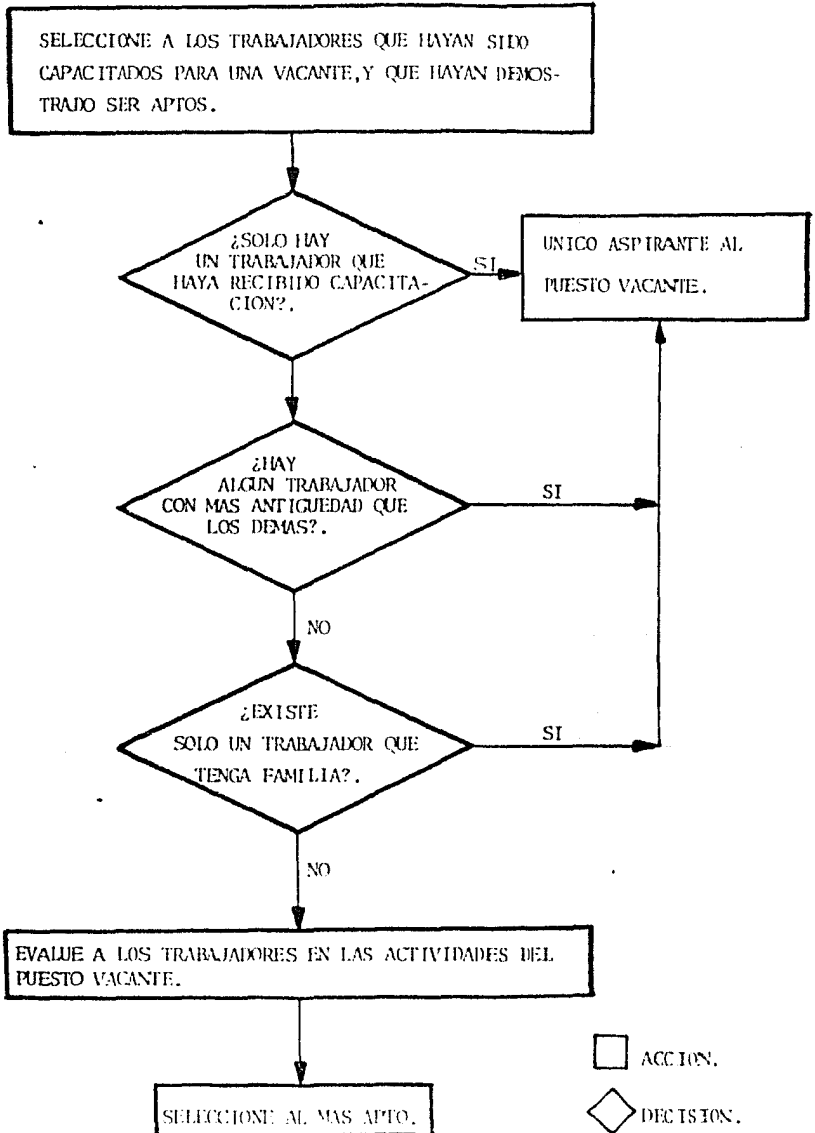 SELECCIONE A LOS TRABAJADORES QUE HAYAN SIDO
CAPACITADOS PARA UNA VACANTE, Y QUE HAYAN DEMOS-
TRADO SER APTOS.
¿SOLO HAY
UN TRABAJADOR QUE
HAYA RECIBIDO CAPACITA-
CION?.
SI
UNICO ASPIRANTE AL
PUESTO VACANTE.
¿HAY
ALGUN TRABAJADOR
CON MAS ANTIGUEDAD QUE
LOS DEMAS?.
SI
NO
¿EXISTE
SOLO UN TRABAJADOR QUE
TENGA FAMILIA?.
SI
NO
EVALUE A LOS TRABAJADORES EN LAS ACTIVIDADES DEL
PUESTO VACANTE.
SELECCIONE AL MAS APTO.
ACCION.
DECISION.